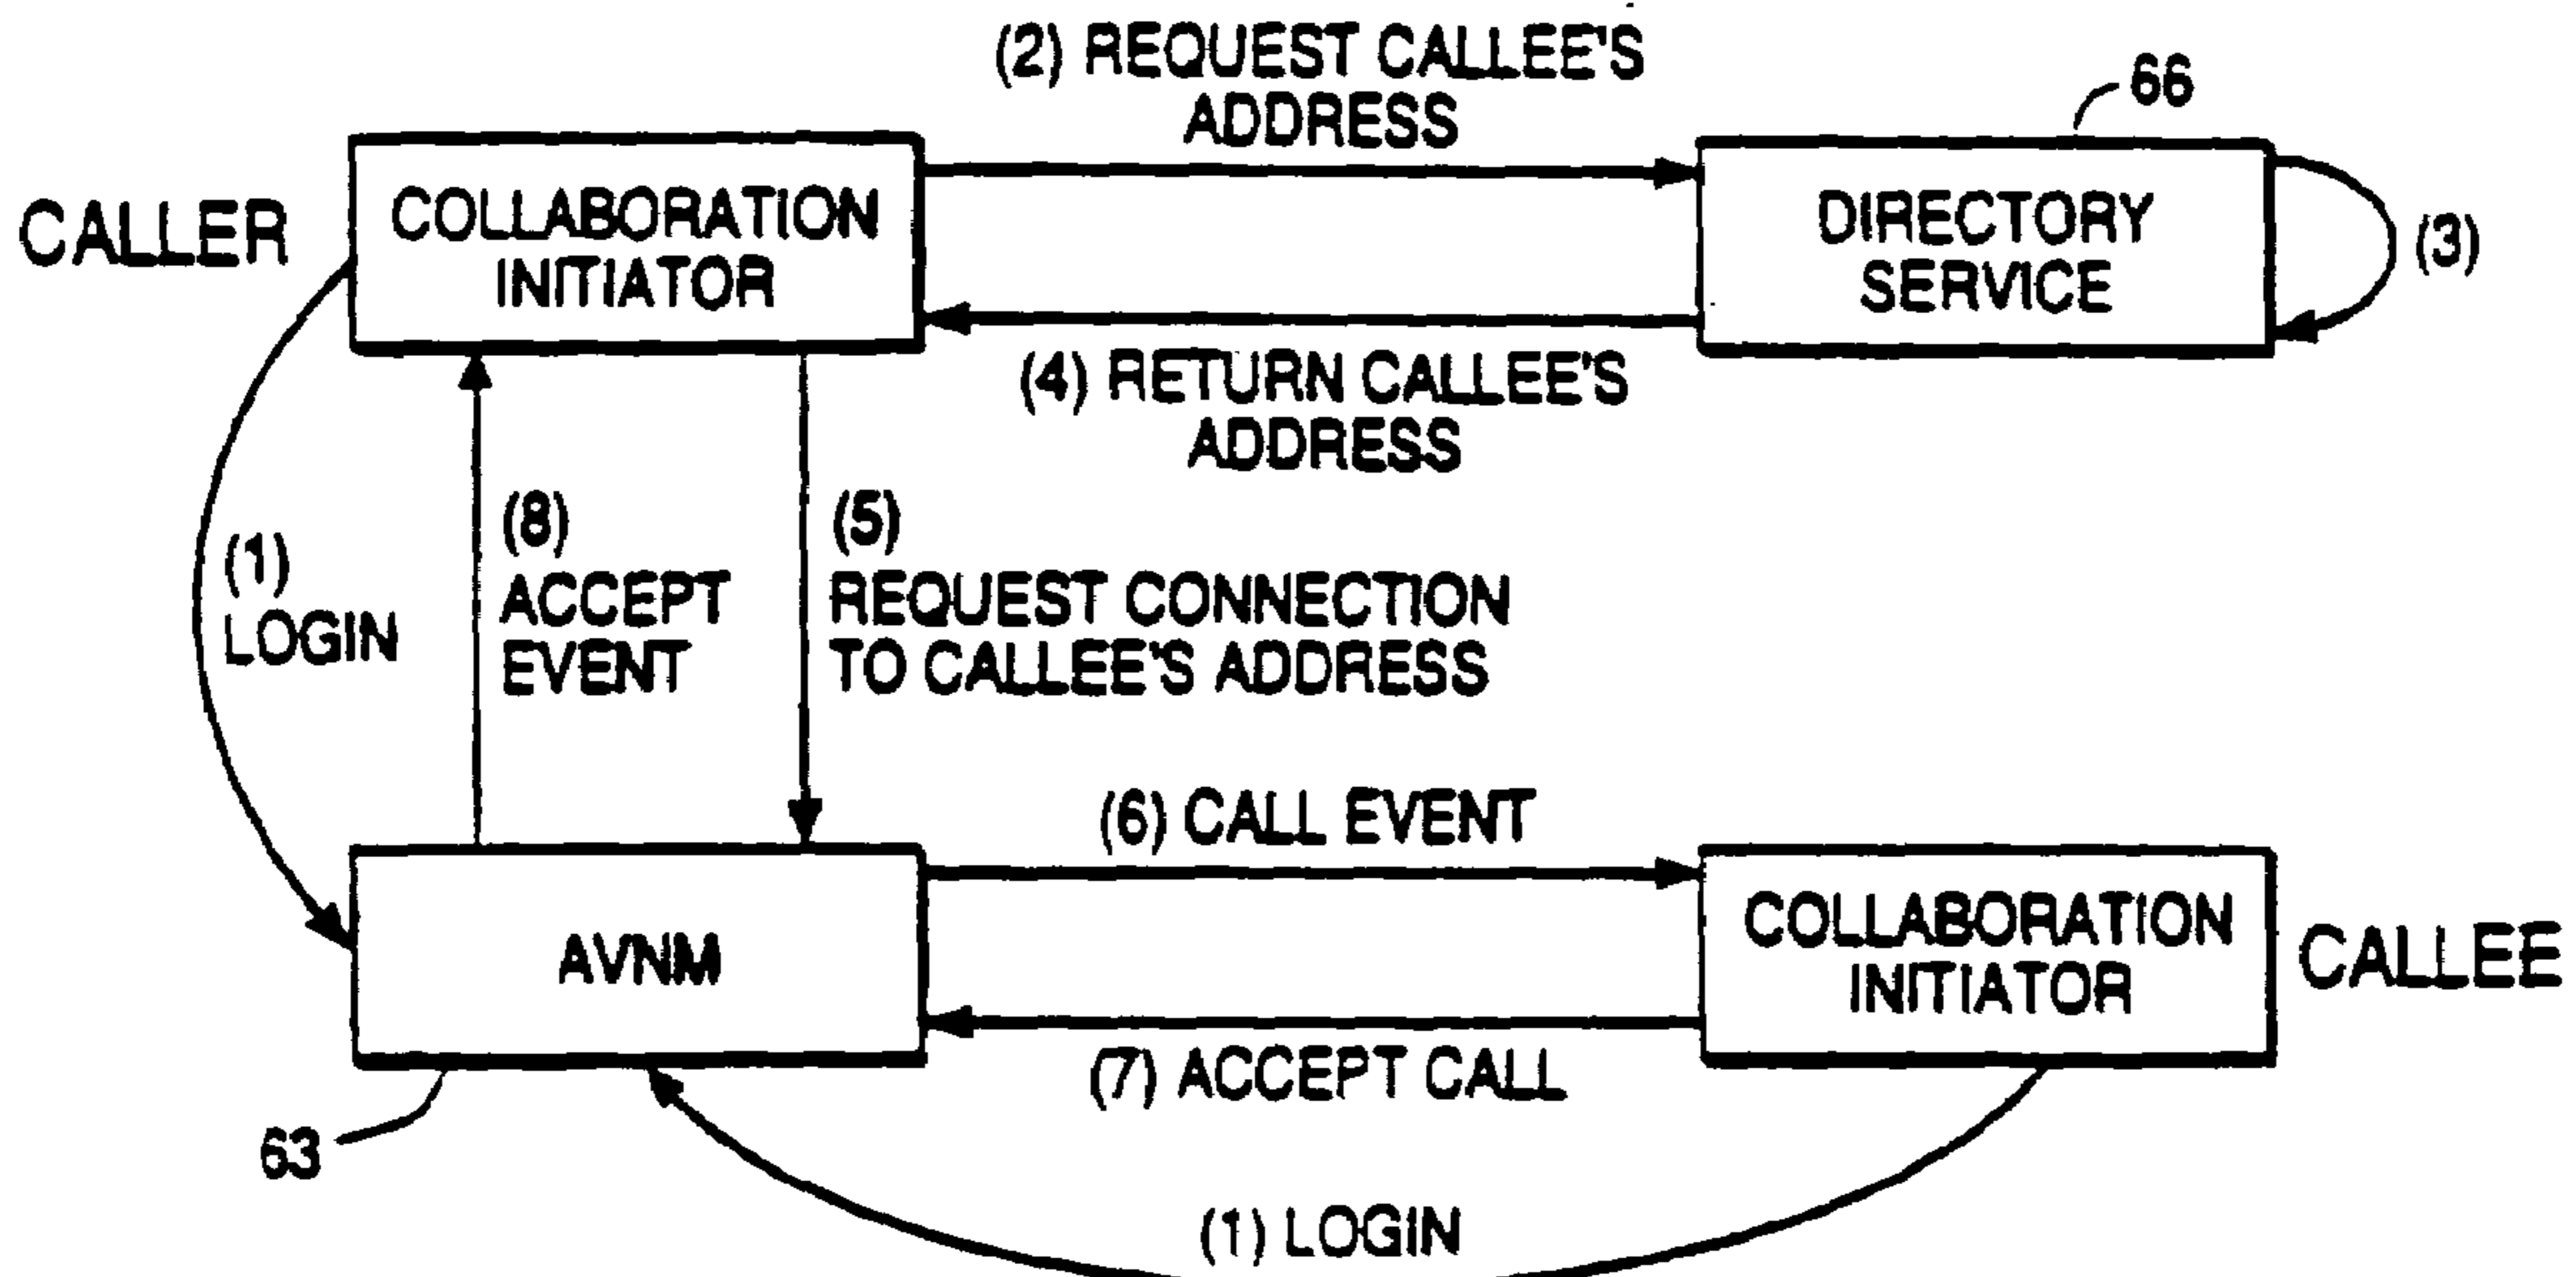 (2) REQUEST CALLEE'S
ADDRESS
66
CALLER
COLLABORATION
INITIATOR
DIRECTORY
SERVICE
(3)
(4) RETURN CALLEE'S
ADDRESS
(1)
LOGIN
(8)
ACCEPT
EVENT
(5)
REQUEST CONNECTION
TO CALLEE'S ADDRESS
(6) CALL EVENT
AVNM
COLLABORATION
INITIATOR
CALLEE
(7) ACCEPT CALL
63
(1) LOGIN